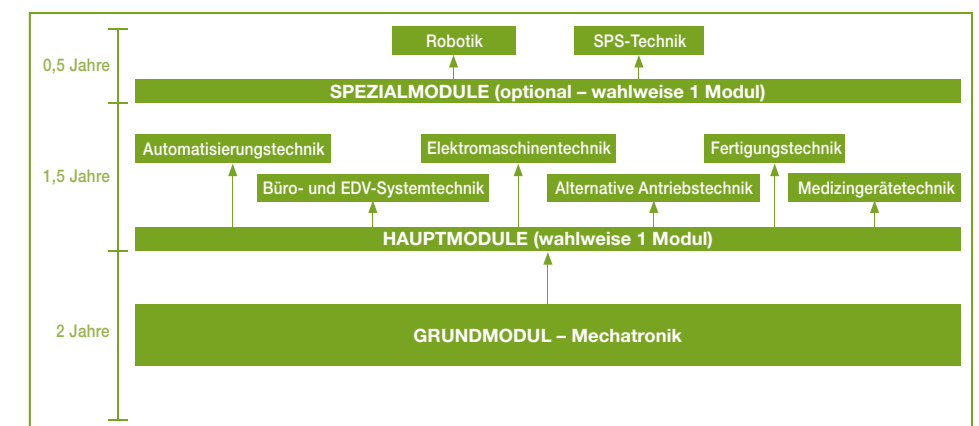 Robotik SPS-Technik
0,5 Jahre
SPEZIALMODULE (optional – wahlweise 1 Modul)
Automatisierungstechnik Elektromaschinentechnik Fertigungstechnik
1,5 Jahre
Büro- und EDV-Systemtechnik Alternative Antriebstechnik Medizingerätetechnik
HAUPTMODULE (wahlweise 1 Modul)
2 Jahre
GRUNDMODUL – Mechatronik